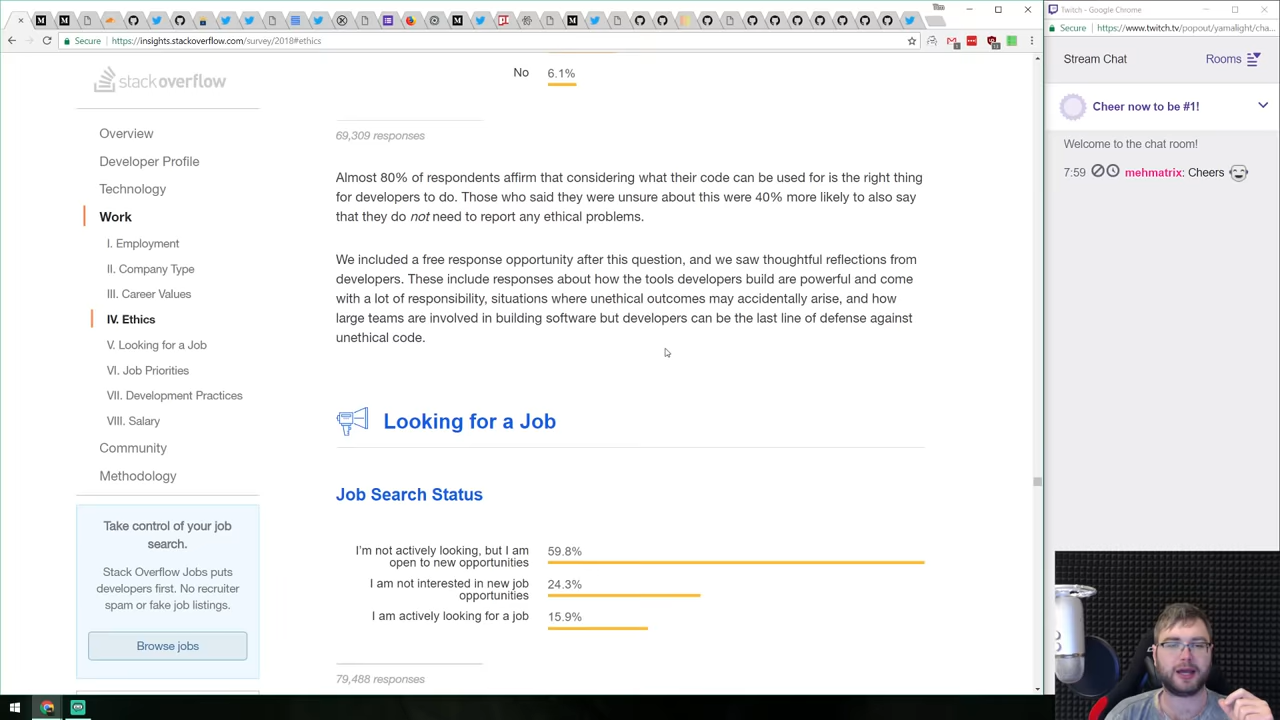 Twitch - Google Chrome
Secure
https://insights.stackoverflow.com/survey/2018#ethics
Secure
https://www.twitch.tv/popout/yamalight/cha...
stackoverflow
Overview
Developer Profile
Technology
Work
I. Employment
II. Company Type
III. Career Values
IV. Ethics
V. Looking for a Job
VI. Job Priorities
VII. Development Practices
VIII. Salary
Community
Methodology
Take control of your job
search.
Stack Overflow Jobs puts
developers first. No recruiter
spam or fake job listings.
Browse jobs
No 6.1%
69,309 responses
Almost 80% of respondents affirm that considering what their code can be used for is the right thing
for developers to do. Those who said they were unsure about this were 40% more likely to also say
that they do not need to report any ethical problems.
We included a free response opportunity after this question, and we saw thoughtful reflections from
developers. These include responses about how the tools developers build are powerful and come
with a lot of responsibility, situations where unethical outcomes may accidentally arise, and how
large teams are involved in building software but developers can be the last line of defense against
unethical code.
Looking for a Job
Job Search Status
I'm not actively looking, but I am
open to new opportunities
59.8%
I am not interested in new job
opportunities
24.3%
I am actively looking for a job 15.9%
79,488 responses
Stream Chat
Rooms
Cheer now to be #1!
Welcome to the chat room!
7:59 mehmatrix: Cheers